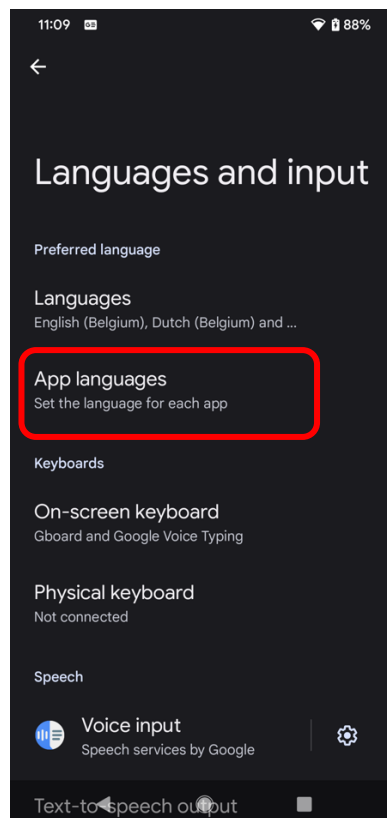 11:09 88%
Languages and input
Preferred language
Languages
English (Belgium), Dutch (Belgium) and ...
App languages
Set the language for each app
Keyboards
On-screen keyboard
Gboard and Google Voice Typing
Physical keyboard
Not connected
Speech
Voice input
Speech services by Google
Text-to-speech output